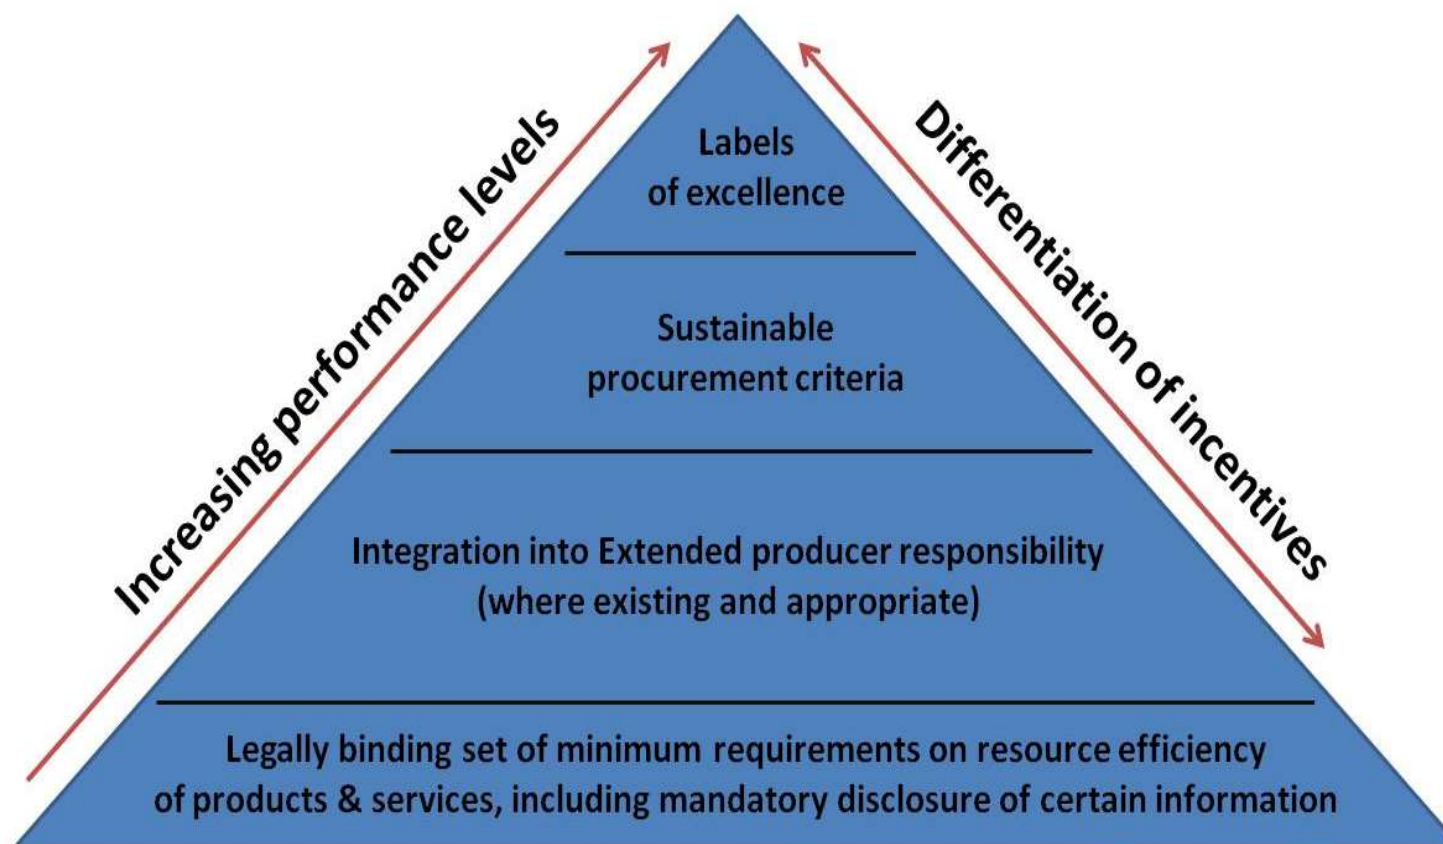 Increasing performance levels
Differentiation of incentives
Labels
of excellence
Sustainable
procurement criteria
Integration into Extended producer responsibility
(where existing and appropriate)
Legally binding set of minimum requirements on resource efficiency
of products & services, including mandatory disclosure of certain information